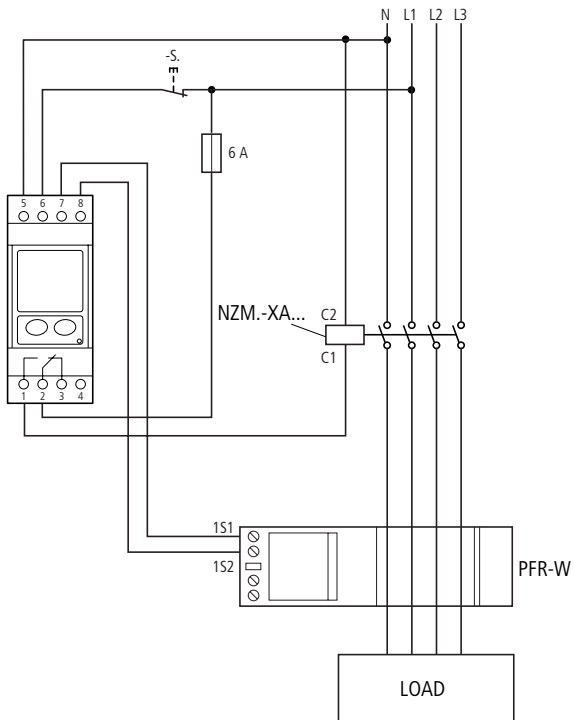 N L1 L2 L3
-S.
6 A
5 6 7 8
NZM.-XA... C2
C1
1 2 3 4
1S1
1S2
PFR-W
LOAD